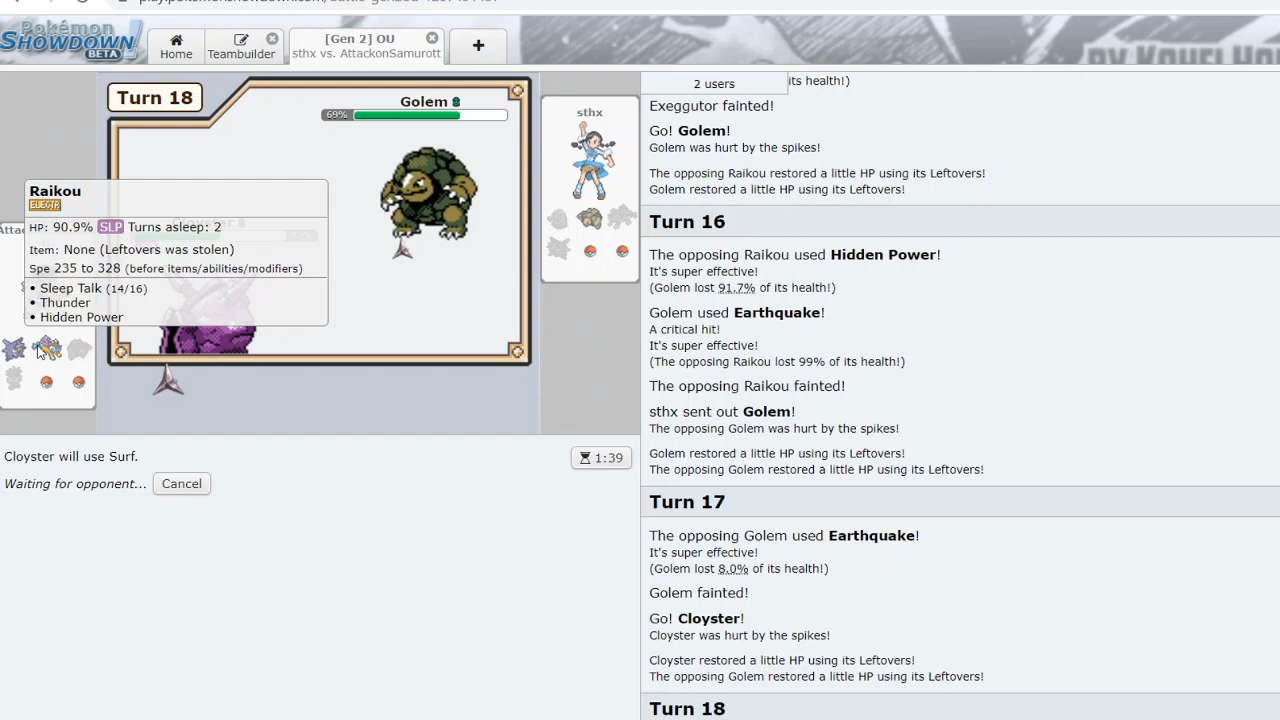 Pokémon
SHOWDOWN
BETA
Home
Teambuilder
[Gen 2] OU
sthx vs. AttackonSamurott
+
Turn 18
Golem
69%
Raikou
ELECTR
HP: 90.9% SLP Turns asleep: 2
Item: None (Leftovers was stolen)
Spe 235 to 328 (before items/abilities/modifiers)
• Sleep Talk (14/16)
• Thunder
• Hidden Power
sthx
Cloyster will use Surf.
1:39
Waiting for opponent... Cancel
2 users
its health!)
Exeggutor fainted!
Go! Golem!
Golem was hurt by the spikes!
The opposing Raikou restored a little HP using its Leftovers!
Golem restored a little HP using its Leftovers!
Turn 16
The opposing Raikou used Hidden Power!
It's super effective!
(Golem lost 91.7% of its health!)
Golem used Earthquake!
A critical hit!
It's super effective!
(The opposing Raikou lost 99% of its health!)
The opposing Raikou fainted!
sthx sent out Golem!
The opposing Golem was hurt by the spikes!
Golem restored a little HP using its Leftovers!
The opposing Golem restored a little HP using its Leftovers!
Turn 17
The opposing Golem used Earthquake!
It's super effective!
(Golem lost 8.0% of its health!)
Golem fainted!
Go! Cloyster!
Cloyster was hurt by the spikes!
Cloyster restored a little HP using its Leftovers!
The opposing Golem restored a little HP using its Leftovers!
Turn 18